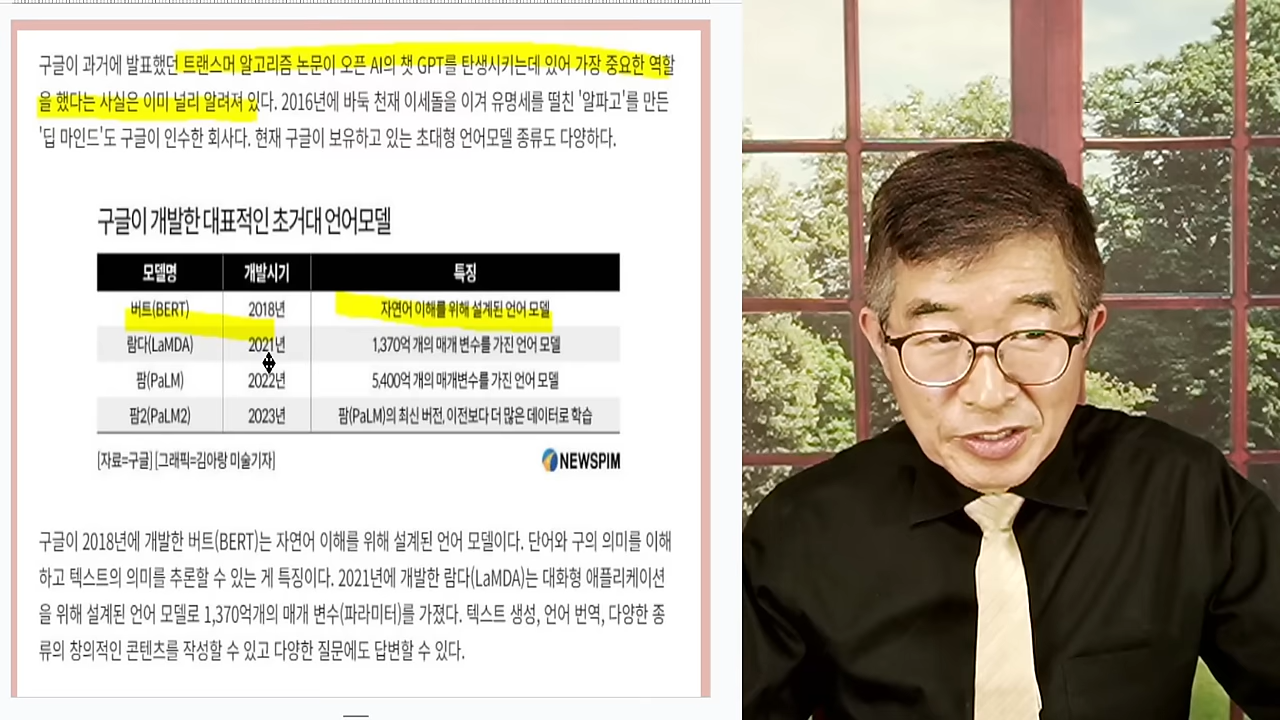 구글이 과거에 발표했던 트랜스머 알고리즘 논문이 오픈 AI의 챗 GPT를 탄생시키는데 있어 가장 중요한 역할
을 했다는 사실은 이미 널리 알려져 있다. 2016년에 바둑 천재 이세돌을 이겨 유명세를 떨친 '알파고'를 만든
'딥 마인드'도 구글이 인수한 회사다. 현재 구글이 보유하고 있는 초대형 언어모델 종류도 다양하다.
구글이 개발한 대표적인 초거대 언어모델
모델명 개발시기 특징
버트(BERT) 2018년 자연어 이해를 위해 설계된 언어 모델
람다(LaMDA) 2021년 1,370억 개의 매개 변수를 가진 언어 모델
팜(PaLM) 2022년 5,400억 개의 매개변수를 가진 언어 모델
팜2(PaLM2) 2023년 팜(PaLM)의 최신 버전, 이전보다 더 많은 데이터로 학습
[자료=구글] [그래픽=김아랑 미술기자] NEWSPIM
구글이 2018년에 개발한 버트(BERT)는 자연어 이해를 위해 설계된 언어 모델이다. 단어와 구의 의미를 이해
하고 텍스트의 의미를 추론할 수 있는 게 특징이다. 2021년에 개발한 람다(LaMDA)는 대화형 애플리케이션
을 위해 설계된 언어 모델로 1,370억개의 매개 변수(파라미터)를 가졌다. 텍스트 생성, 언어 번역, 다양한 종
류의 창의적인 콘텐츠를 작성할 수 있고 다양한 질문에도 답변할 수 있다.